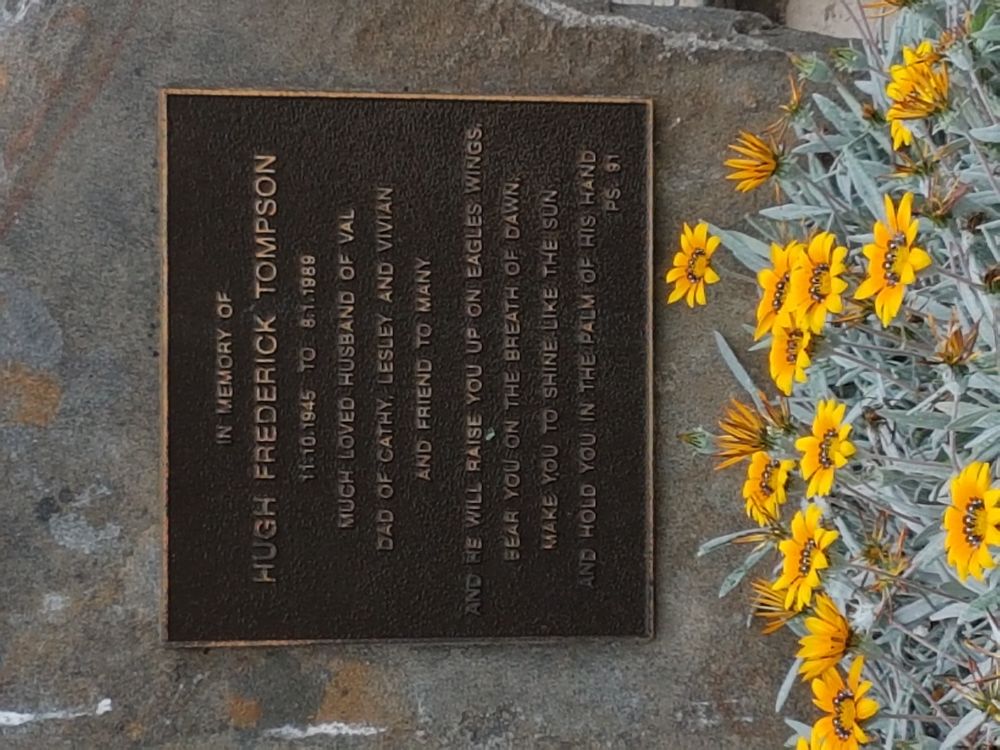 IN MEMORY OF
HUGH FREDERICK TOMPSON
11.10.1945 TO 8.1.1989
MUCH LOVED HUSBAND OF VAL
DAD OF CATHY, LESLEY AND VIVIAN
AND FRIEND TO MANY
AND HE WILL RAISE YOU UP ON EAGLES WINGS,
BEAR YOU ON THE BREATH OF DAWN,
MAKE YOU TO SHINE LIKE THE SUN
AND HOLD YOU IN THE PALM OF HIS HAND
PS. 91